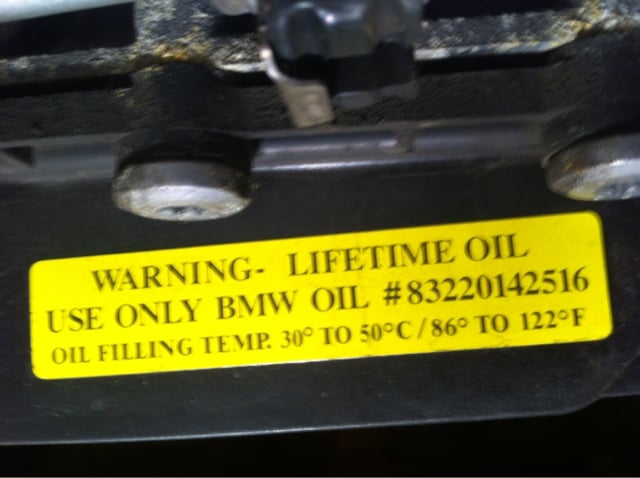 WARNING- LIFETIME OIL
USE ONLY BMW OIL #83220142516
OIL FILLING TEMP. 30° TO 50°C/86° TO 122°F